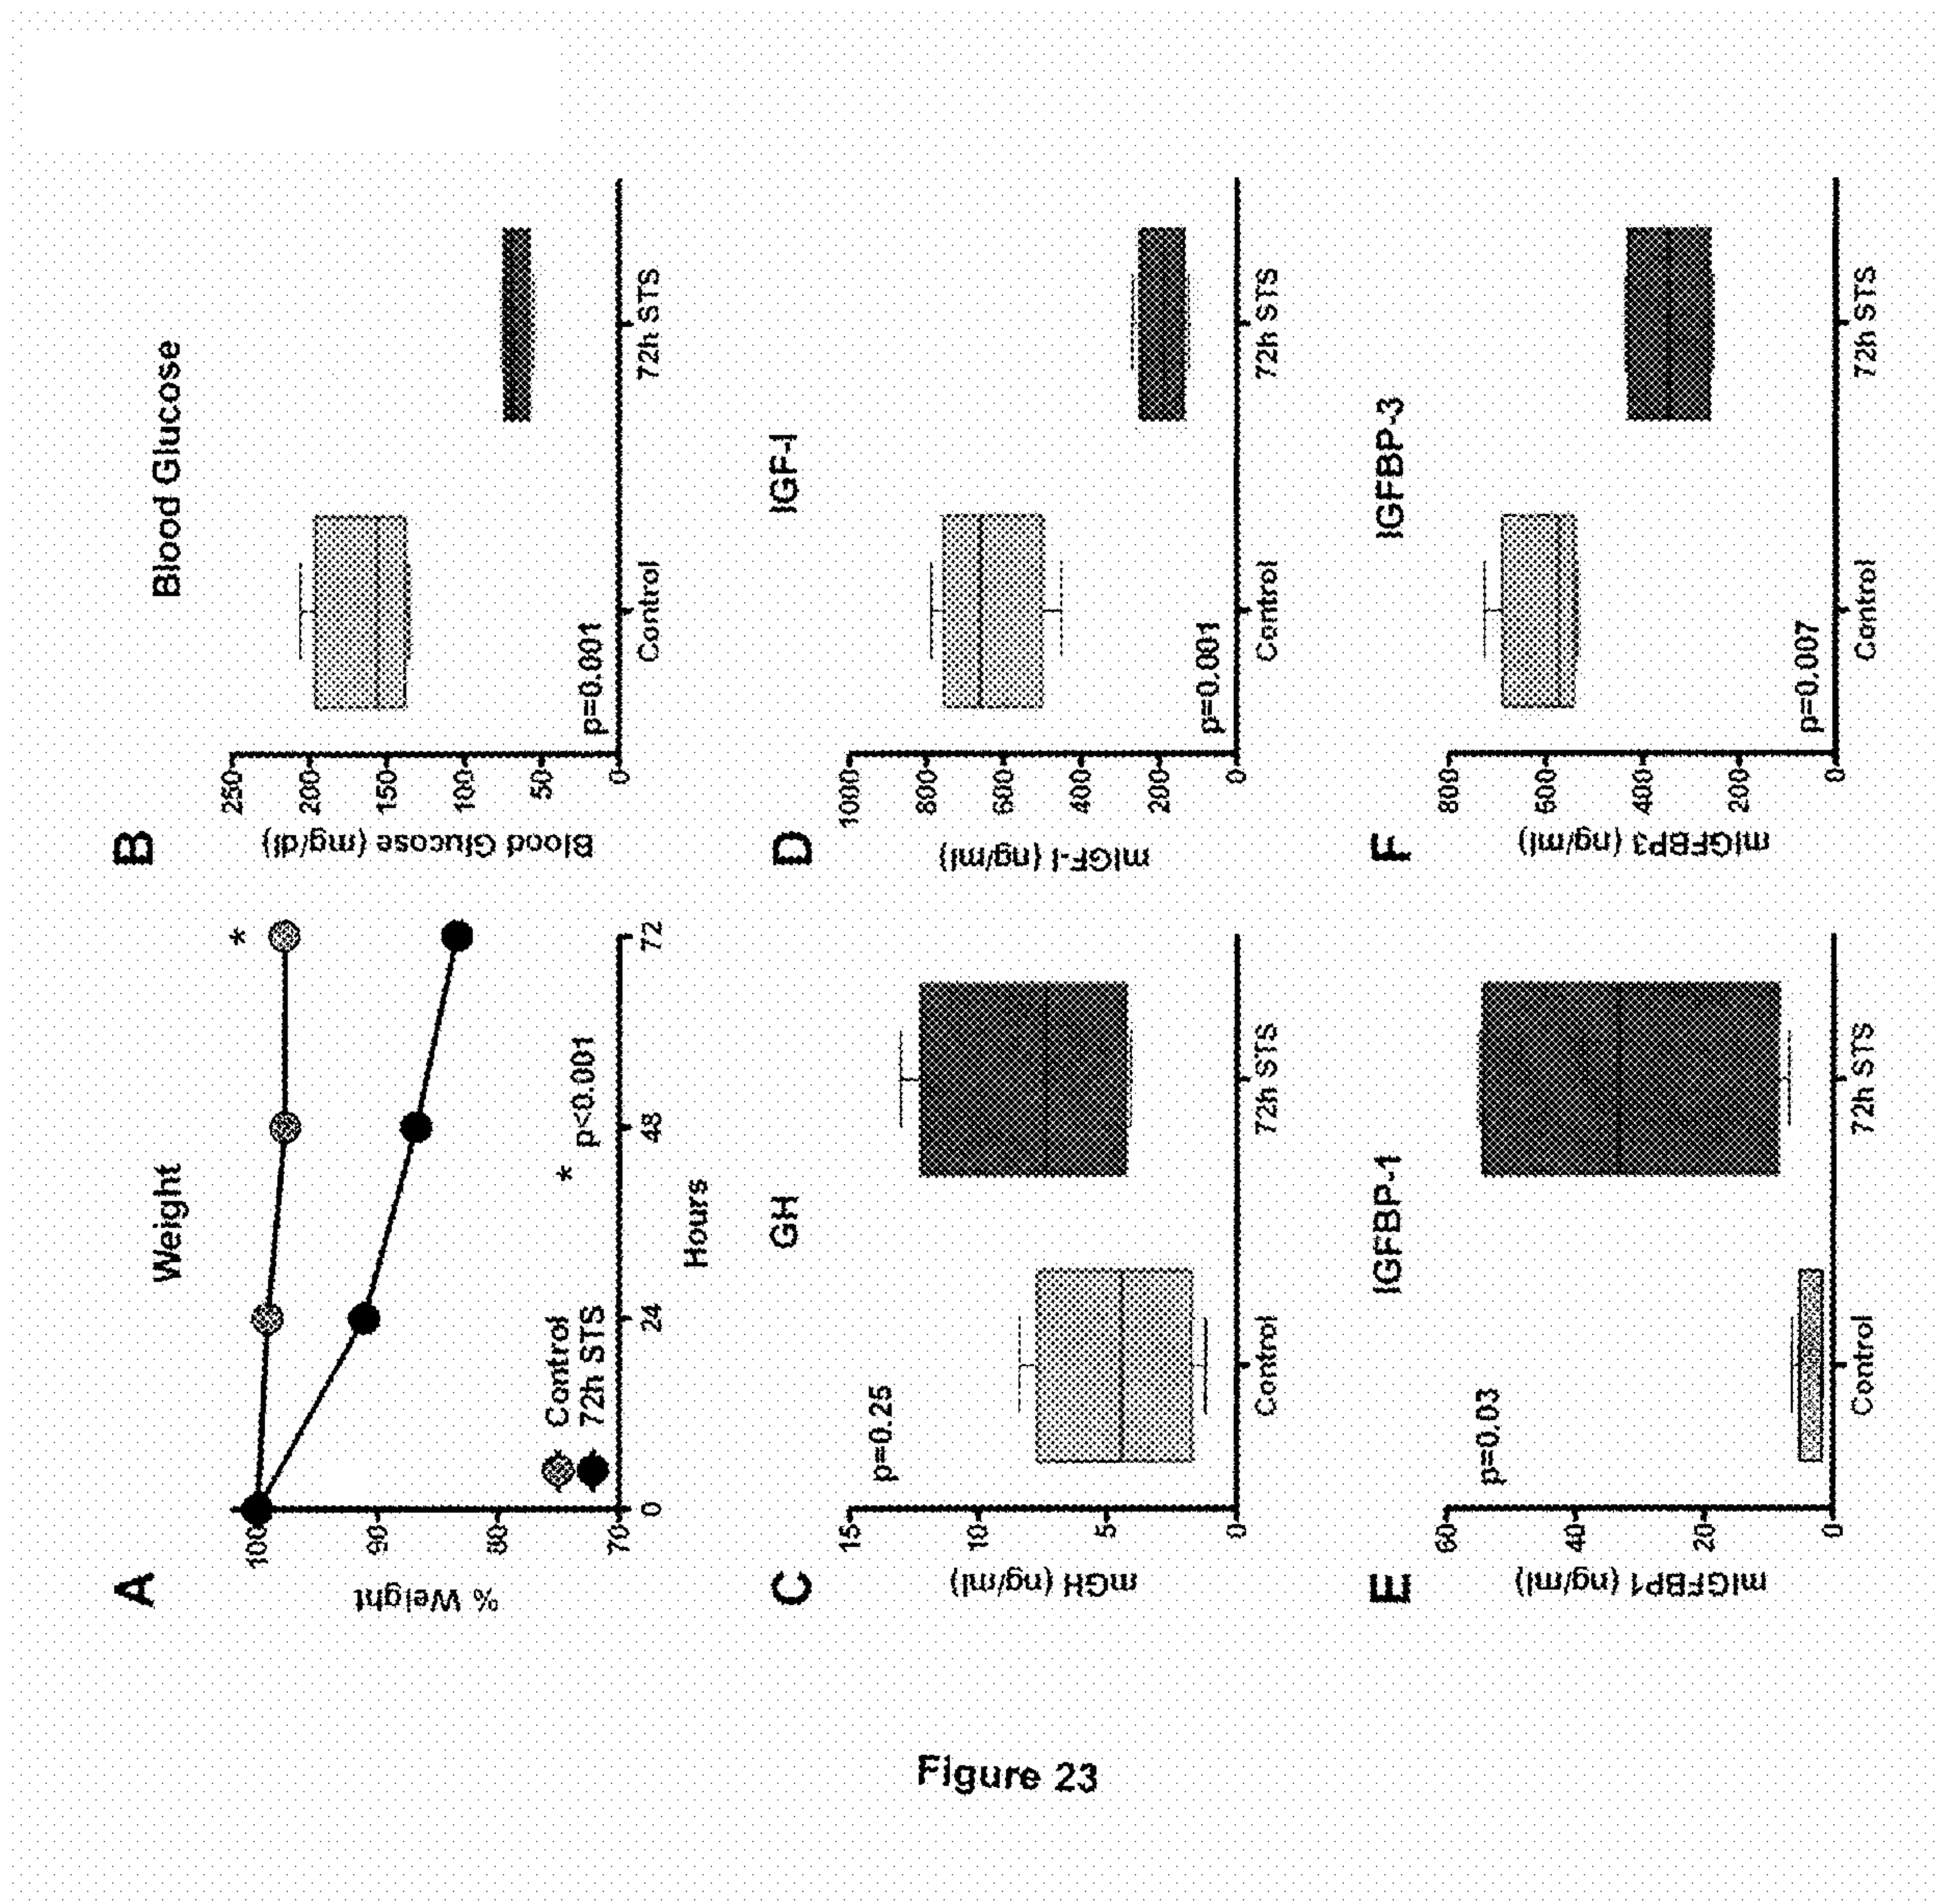 A
Weight
% Weight
100
90
80
70
0
24
48
72
Hours
Control
72h STS
*
* p<0.001
B
Blood Glucose
Blood Glucose (mg/dl)
250
200
150
100
50
0
p=0.001
Control
72h STS
C
GH
mGH (ng/ml)
15
10
5
0
p=0.25
Control
72h STS
D
IGF-I
mIGF-I (ng/ml)
1000
800
600
400
200
0
p=0.001
Control
72h STS
E
IGFBP-1
mIGFBP1 (ng/ml)
60
40
20
0
p=0.03
Control
72h STS
F
IGFBP-3
mIGFBP3 (ng/ml)
800
600
400
200
0
p=0.007
Control
72h STS
Figure 23